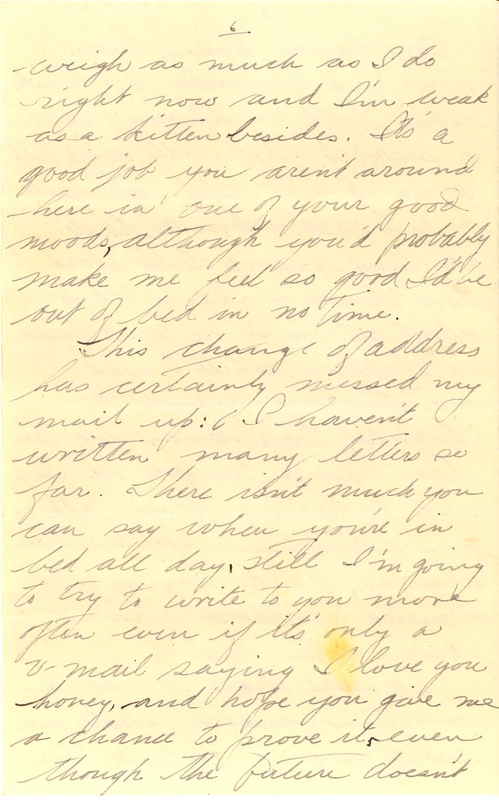 6
weigh as much as I do
right now and I'm weak
as a kitten besides. It's a
good job you aren't around
here in one of your good
moods, although you'd probably
make me feel so good I'd be
out of bed in no time.
This change of address
has certainly messed my
mail up: I haven't
written many letters so
far. There isn't much you
can say when you're in
bed all day, still I'm going
to try to write to you more
often even if it's only a
v-mail saying I love you
honey, and hope you give me
a chance to prove it, even
though the future doesn't